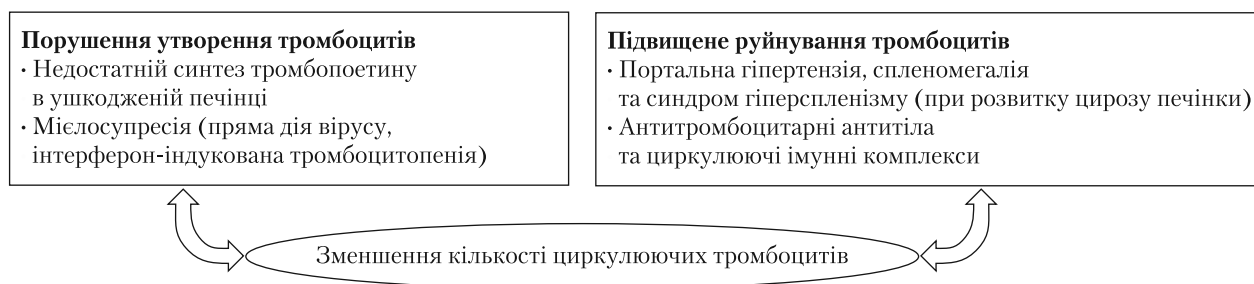 Порушення утворення тромбоцитів
· Недостатній синтез тромбопоетину
в ушкодженій печінці
· Мієлосупресія (пряма дія вірусу,
інтерферон-індукована тромбоцитопенія)
Підвищене руйнування тромбоцитів
· Портальна гіпертензія, спленомегалія
та синдром гіперспленізму (при розвитку цирозу печінки)
· Антитромбоцитарні антитіла
та циркулюючі імунні комплекси
Зменшення кількості циркулюючих тромбоцитів